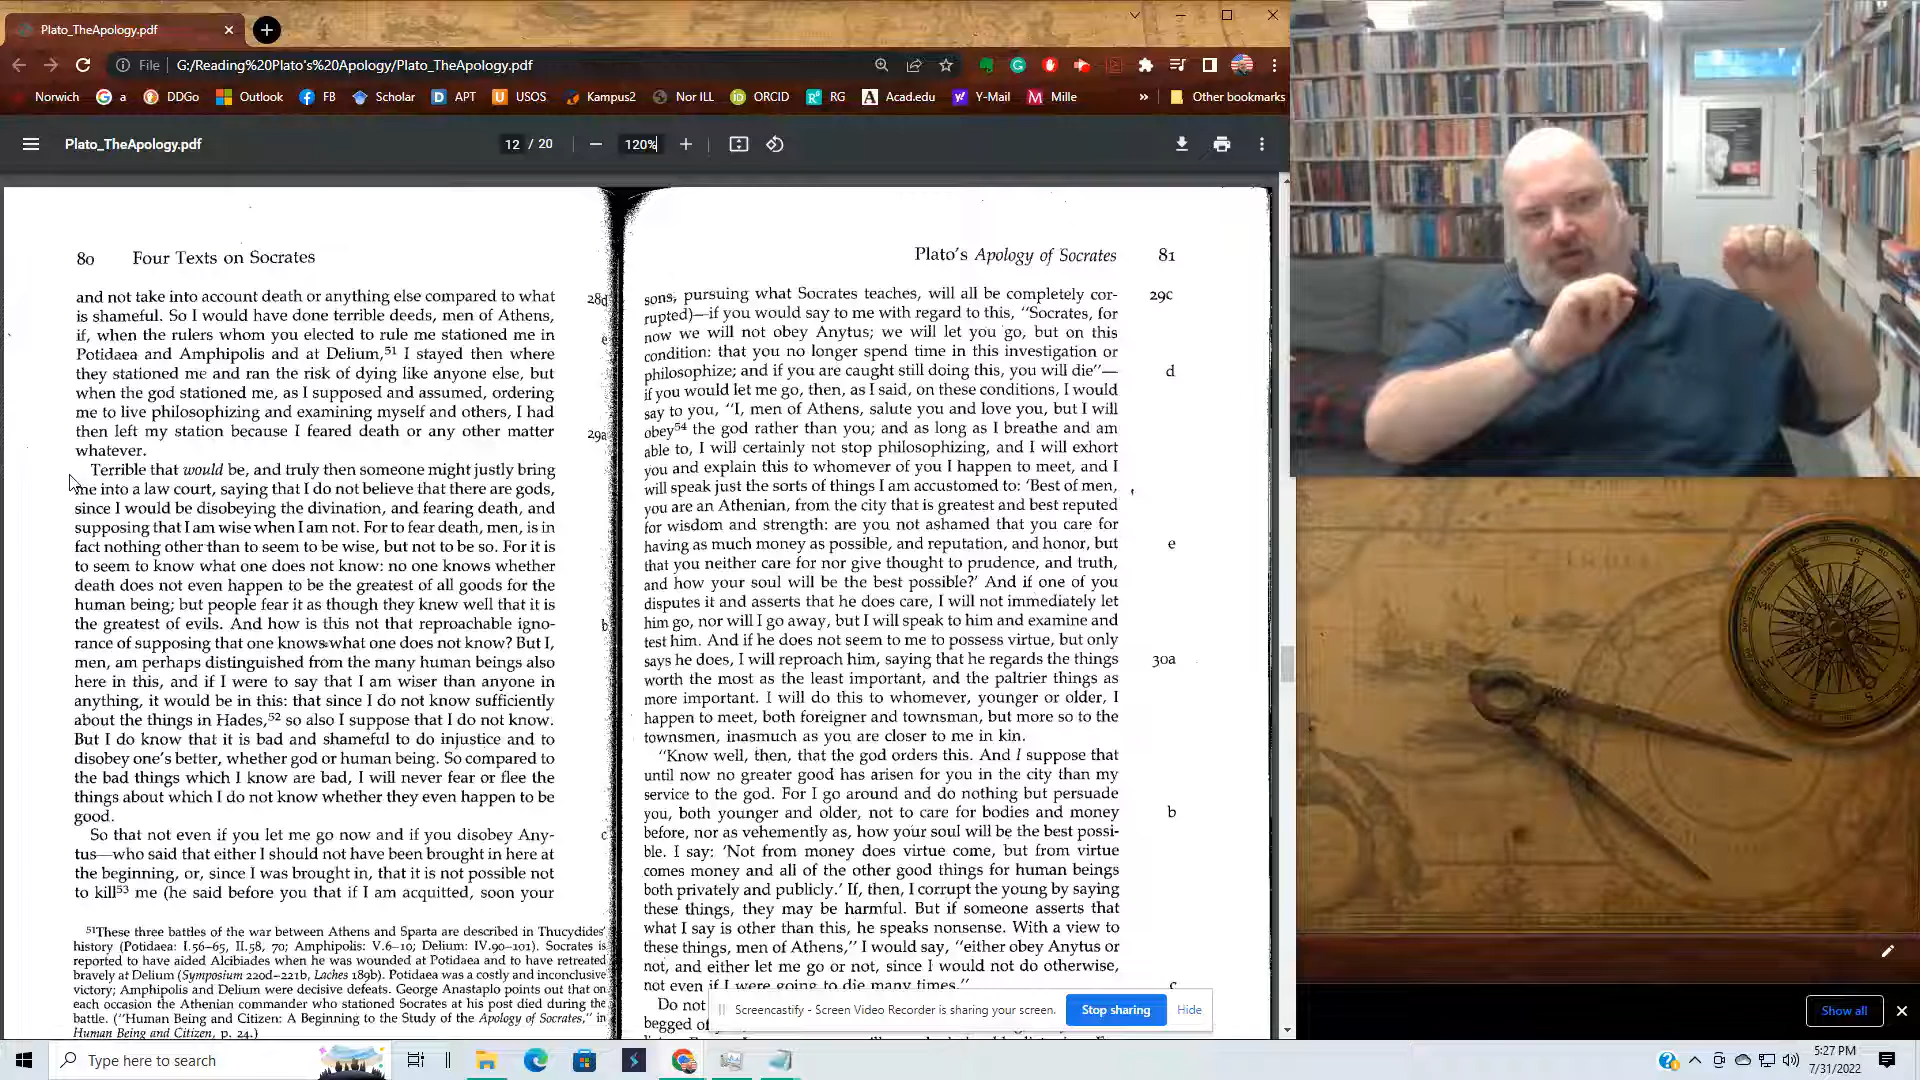 Plato_TheApology.pdf
File G:/Reading%20Plato's%20Apology/Plato_TheApology.pdf
Norwich a DDGo Outlook FB Scholar APT USOS Kampus2 Nor ILL ORCID RG Acad.edu Y-Mail Mille » Other bookmarks
Plato_TheApology.pdf 12 / 20 120%
80 Four Texts on Socrates
and not take into account death or anything else compared to what 28d
is shameful. So I would have done terrible deeds, men of Athens,
if, when the rulers whom you elected to rule me stationed me in e
Potidaea and Amphipolis and at Delium,51 I stayed then where
they stationed me and ran the risk of dying like anyone else, but
when the god stationed me, as I supposed and assumed, ordering
me to live philosophizing and examining myself and others, I had
then left my station because I feared death or any other matter 29a
whatever.
Terrible that would be, and truly then someone might justly bring
me into a law court, saying that I do not believe that there are gods,
since I would be disobeying the divination, and fearing death, and
supposing that I am wise when I am not. For to fear death, men, is in
fact nothing other than to seem to be wise, but not to be so. For it is
to seem to know what one does not know: no one knows whether
death does not even happen to be the greatest of all goods for the
human being; but people fear it as though they knew well that it is
the greatest of evils. And how is this not that reproachable igno- b
rance of supposing that one knows what one does not know? But I,
men, am perhaps distinguished from the many human beings also
here in this, and if I were to say that I am wiser than anyone in
anything, it would be in this: that since I do not know sufficiently
about the things in Hades,52 so also I suppose that I do not know.
But I do know that it is bad and shameful to do injustice and to
disobey one's better, whether god or human being. So compared to
the bad things which I know are bad, I will never fear or flee the
things about which I do not know whether they even happen to be
good.
So that not even if you let me go now and if you disobey Any- c
tus—who said that either I should not have been brought in here at
the beginning, or, since I was brought in, that it is not possible not
to kill53 me (he said before you that if I am acquitted, soon your
51These three battles of the war between Athens and Sparta are described in Thucydides'
history (Potidaea: I.56–65, II.58, 70; Amphipolis: V.6–10; Delium: IV.90–101). Socrates is
reported to have aided Alcibiades when he was wounded at Potidaea and to have retreated
bravely at Delium (Symposium 220d–221b, Laches 189b). Potidaea was a costly and inconclusive
victory; Amphipolis and Delium were decisive defeats. George Anastaplo points out that on
each occasion the Athenian commander who stationed Socrates at his post died during the
battle. ("Human Being and Citizen: A Beginning to the Study of the Apology of Socrates," in
Human Being and Citizen, p. 24.)
Plato's Apology of Socrates 81
sons, pursuing what Socrates teaches, will all be completely cor- 29c
rupted)—if you would say to me with regard to this, "Socrates, for
now we will not obey Anytus; we will let you go, but on this
condition: that you no longer spend time in this investigation or
philosophize; and if you are caught still doing this, you will die"— d
if you would let me go, then, as I said, on these conditions, I would
say to you, "I, men of Athens, salute you and love you, but I will
obey54 the god rather than you; and as long as I breathe and am
able to, I will certainly not stop philosophizing, and I will exhort
you and explain this to whomever of you I happen to meet, and I
will speak just the sorts of things I am accustomed to: 'Best of men,
you are an Athenian, from the city that is greatest and best reputed
for wisdom and strength: are you not ashamed that you care for
having as much money as possible, and reputation, and honor, but e
that you neither care for nor give thought to prudence, and truth,
and how your soul will be the best possible?' And if one of you
disputes it and asserts that he does care, I will not immediately let
him go, nor will I go away, but I will speak to him and examine and
test him. And if he does not seem to me to possess virtue, but only
says he does, I will reproach him, saying that he regards the things 30a
worth the most as the least important, and the paltrier things as
more important. I will do this to whomever, younger or older, I
happen to meet, both foreigner and townsman, but more so to the
townsmen, inasmuch as you are closer to me in kin.
"Know well, then, that the god orders this. And I suppose that
until now no greater good has arisen for you in the city than my
service to the god. For I go around and do nothing but persuade
you, both younger and older, not to care for bodies and money b
before, nor as vehemently as, how your soul will be the best possi-
ble. I say: 'Not from money does virtue come, but from virtue
comes money and all of the other good things for human beings
both privately and publicly.' If, then, I corrupt the young by saying
these things, they may be harmful. But if someone asserts that
what I say is other than this, he speaks nonsense. With a view to
these things, men of Athens," I would say, "either obey Anytus or
not, and either let me go or not, since I would not do otherwise,
not even if I were going to die many times." c
Do not
begged of
Screencastify - Screen Video Recorder is sharing your screen. Stop sharing Hide
Show all
Type here to search
5:27 PM
7/31/2022